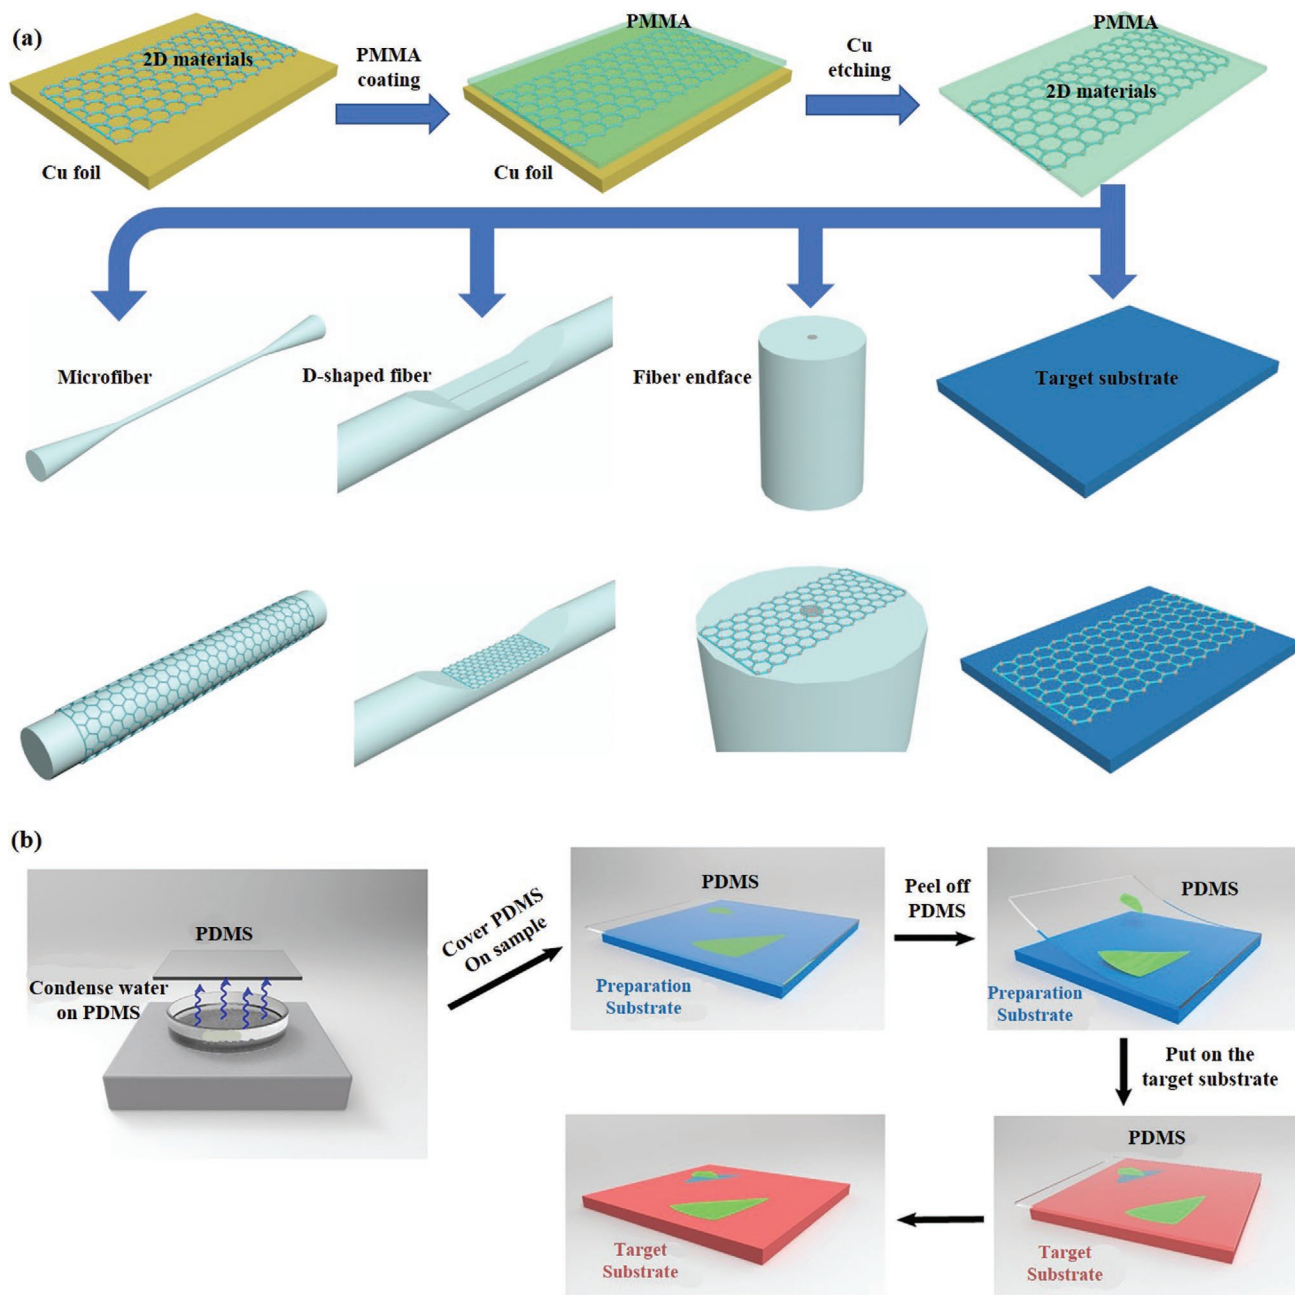 (a)
2D materials
Cu foil
PMMA
coating
PMMA
Cu foil
Cu
etching
PMMA
2D materials
Microfiber
D-shaped fiber
Fiber endface
Target substrate
(b)
PDMS
Condense water
on PDMS
Cover PDMS
On sample
PDMS
Preparation
Substrate
Peel off
PDMS
PDMS
Preparation
Substrate
Put on the
target substrate
PDMS
Target
Substrate
Target
Substrate